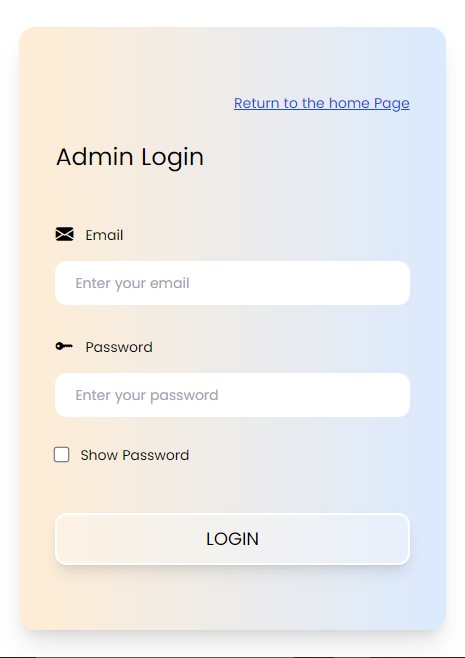 Return to the home Page
Admin Login
Email
Enter your email
Password
Enter your password
Show Password
LOGIN